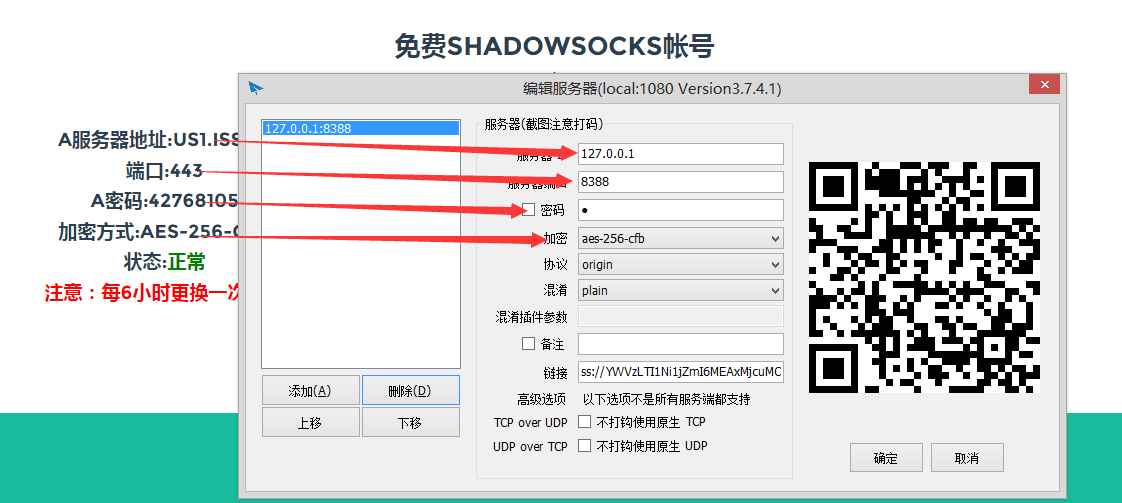 免费SHADOWSOCKS帐号
编辑服务器(local:1080 Version3.7.4.1)
A服务器地址:US1.ISS
端口:443
A密码:42768105
加密方式:AES-256-C
状态:正常
注意：每6小时更换一次
127.0.0.1:8388
添加(A)
删除(D)
上移
下移
服务器(截图注意打码)
服务器 127.0.0.1
服务器端口 8388
密码 ●
加密 aes-256-cfb
协议 origin
混淆 plain
混淆插件参数
备注
链接 ss://YWVzLTI1Ni1jZmI6MEAxMjcuMC
高级选项 以下选项不是所有服务端都支持
TCP over UDP 不打钩使用原生 TCP
UDP over TCP 不打钩使用原生 UDP
确定
取消